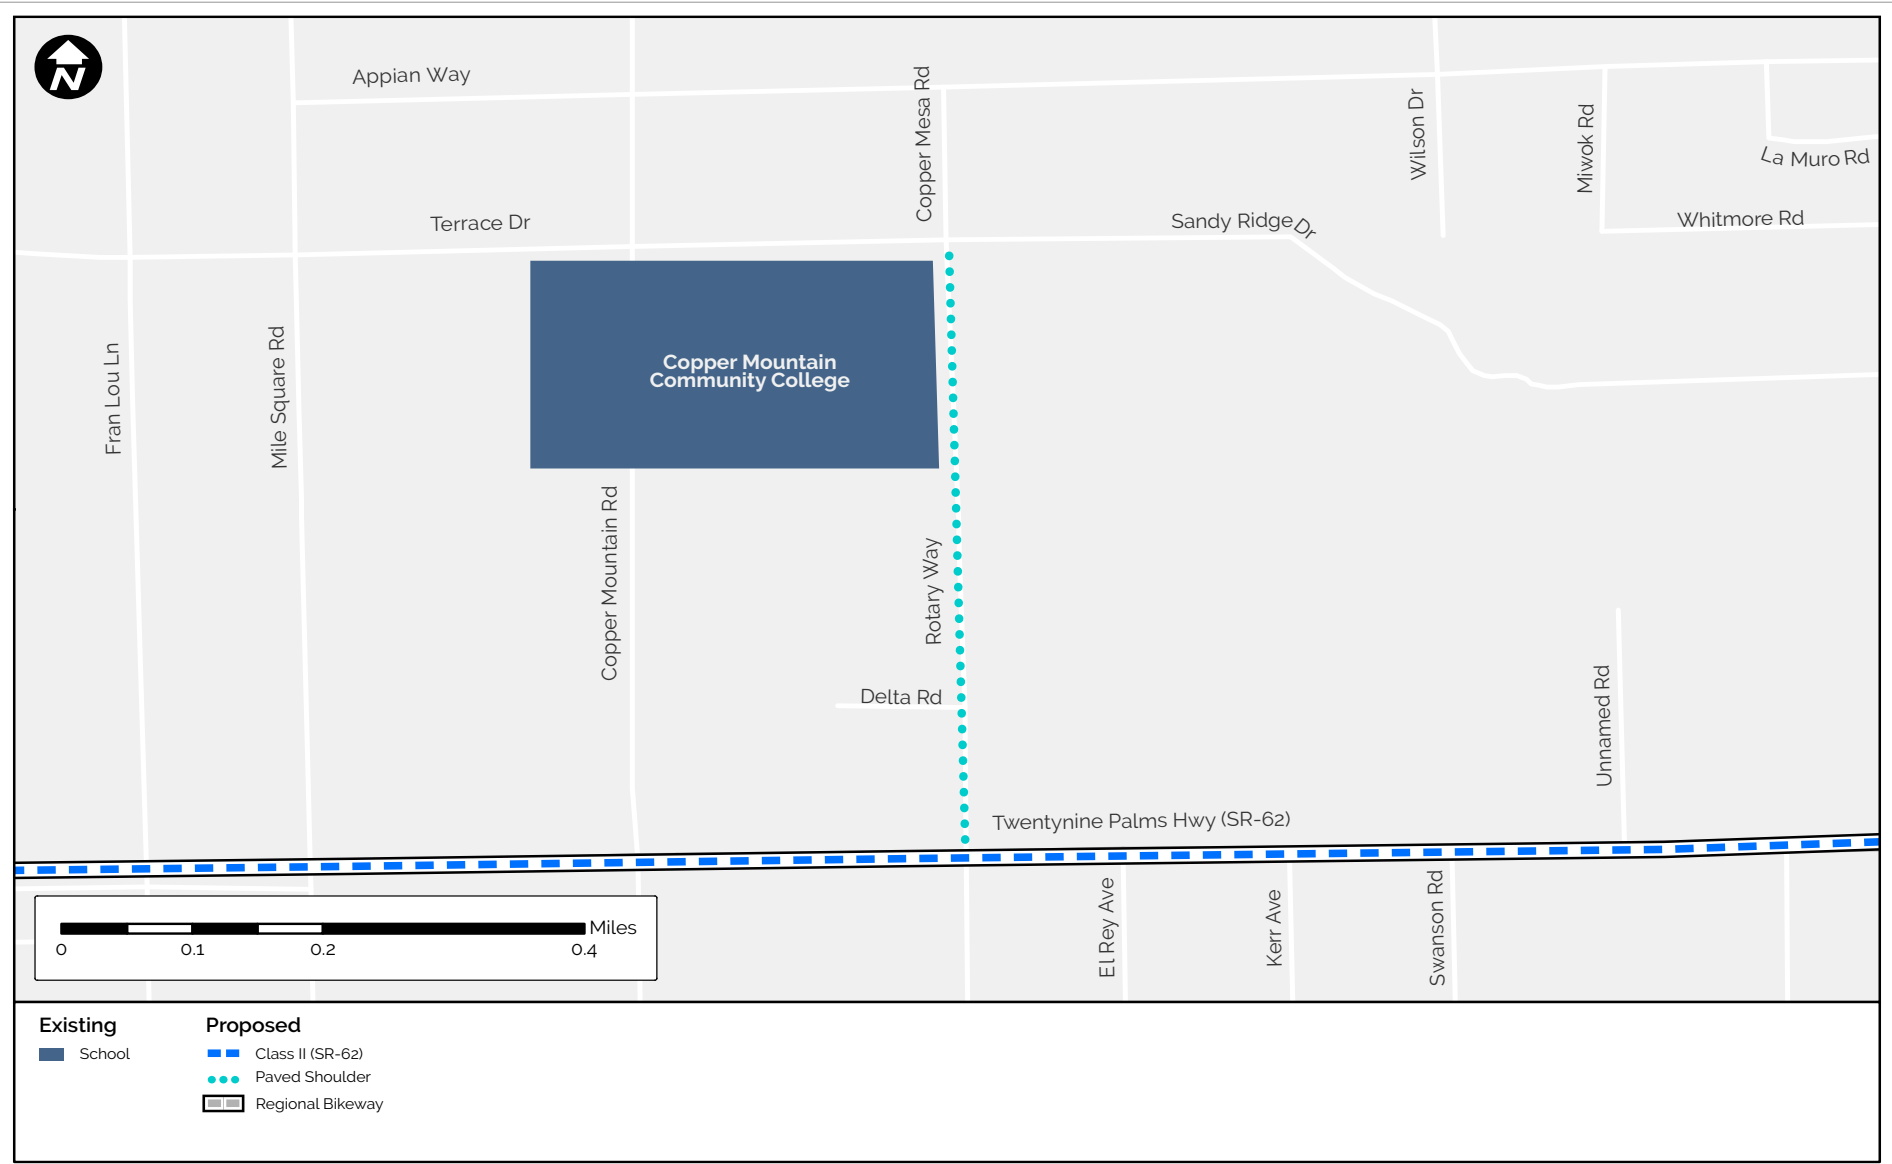 N
Appian Way
Copper Mesa Rd
Wilson Dr
Miwok Rd
La Muro Rd
Terrace Dr
Sandy Ridge Dr
Whitmore Rd
Fran Lou Ln
Mile Square Rd
Copper Mountain
Community College
Copper Mountain Rd
Rotary Way
Delta Rd
Unnamed Rd
Twentynine Palms Hwy (SR-62)
El Rey Ave
Kerr Ave
Swanson Rd
Miles
0 0.1 0.2 0.4
Existing
School
Proposed
Class II (SR-62)
Paved Shoulder
Regional Bikeway